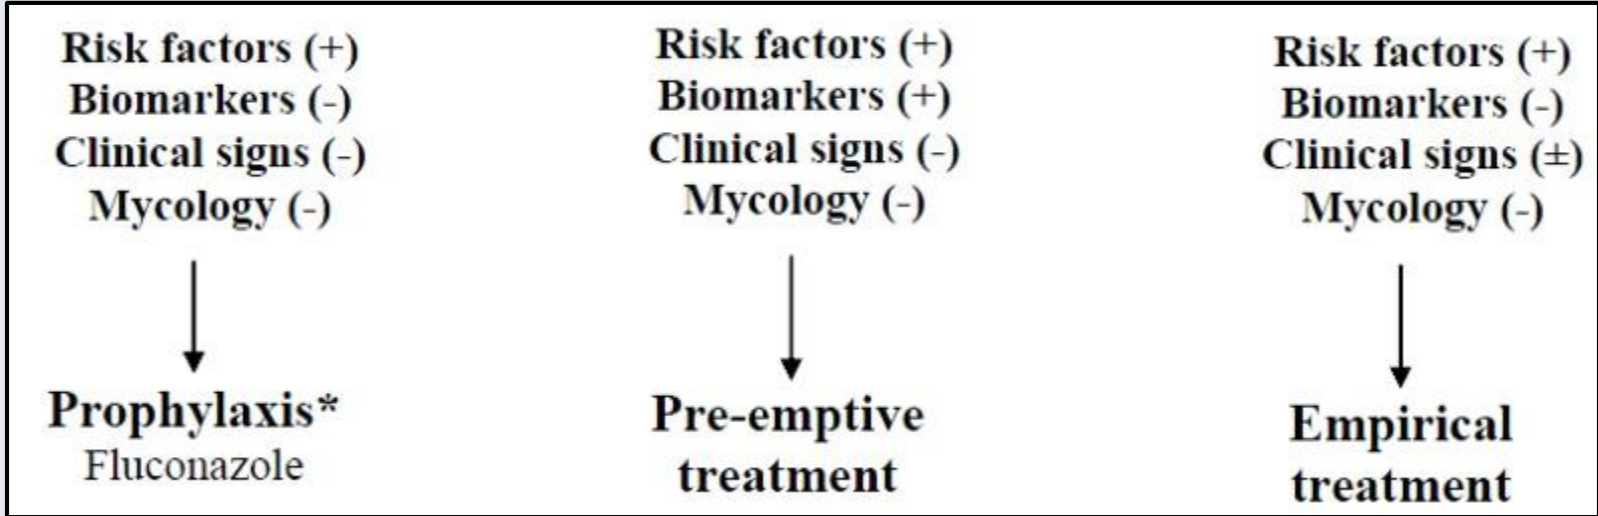 Risk factors (+)
Biomarkers (-)
Clinical signs (-)
Mycology (-)
Prophylaxis*
Fluconazole
Risk factors (+)
Biomarkers (+)
Clinical signs (-)
Mycology (-)
Pre-emptive
treatment
Risk factors (+)
Biomarkers (-)
Clinical signs (±)
Mycology (-)
Empirical
treatment